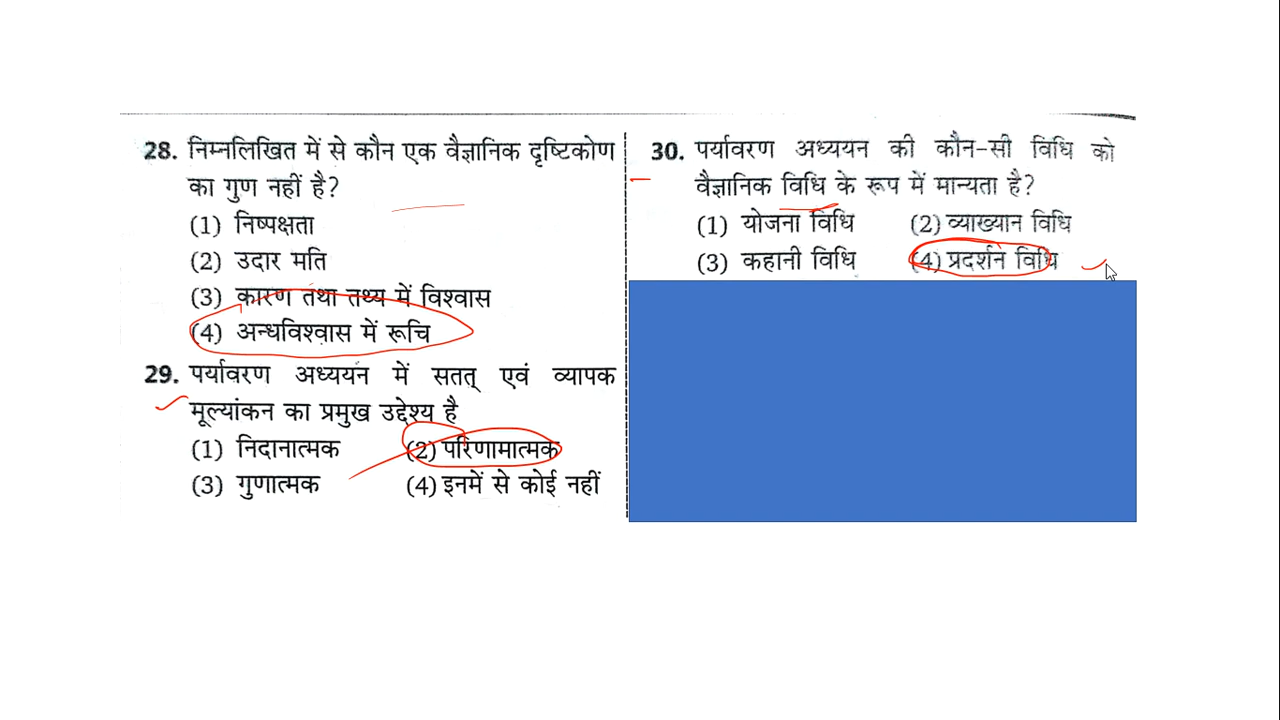 28. निम्नलिखित में से कौन एक वैज्ञानिक दृष्टिकोण
का गुण नहीं है?
(1) निष्पक्षता
(2) उदार मति
(3) कारण तथा तथ्य में विश्वास
(4) अन्धविश्वास में रूचि
29. पर्यावरण अध्ययन में सतत् एवं व्यापक
मूल्यांकन का प्रमुख उद्देश्य है
(1) निदानात्मक (2) परिणामात्मक
(3) गुणात्मक (4) इनमें से कोई नहीं
30. पर्यावरण अध्ययन की कौन-सी विधि को
वैज्ञानिक विधि के रूप में मान्यता है?
(1) योजना विधि (2) व्याख्यान विधि
(3) कहानी विधि (4) प्रदर्शन विधि